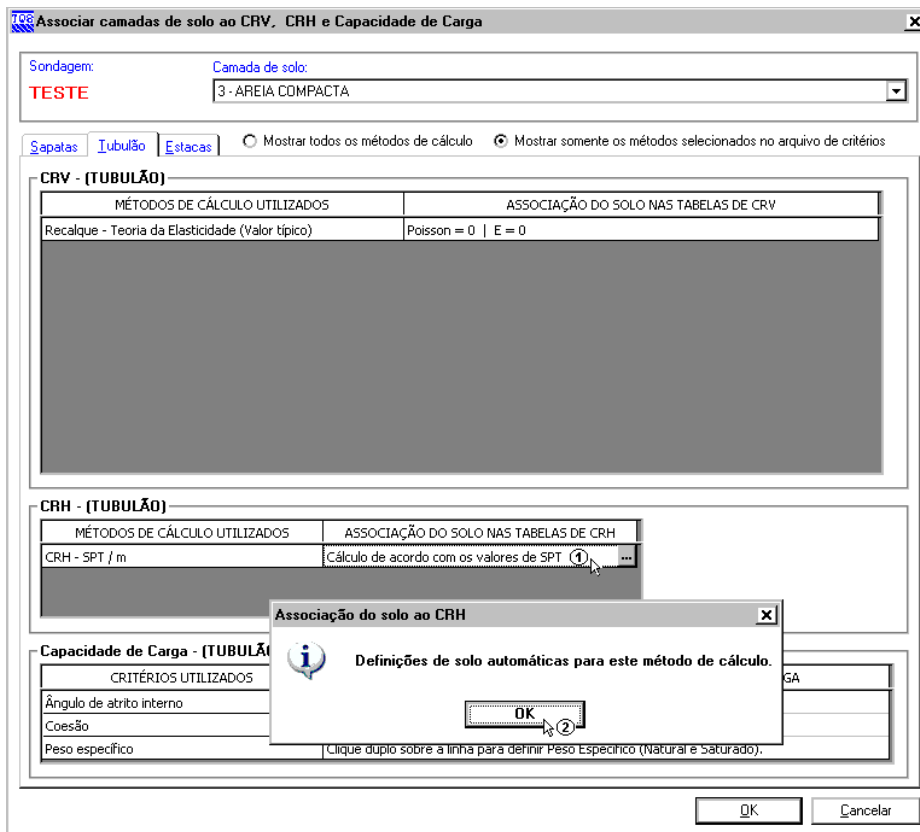 TQS Associar camadas de solo ao CRV, CRH e Capacidade de Carga
Sondagem:
Camada de solo:
TESTE
3 - AREIA COMPACTA
Sapatas Tubulão Estacas Mostrar todos os métodos de cálculo Mostrar somente os métodos selecionados no arquivo de critérios
CRV - (TUBULÃO)
MÉTODOS DE CÁLCULO UTILIZADOS ASSOCIAÇÃO DO SOLO NAS TABELAS DE CRV
Recalque - Teoria da Elasticidade (Valor típico) Poisson = 0 | E = 0
CRH - (TUBULÃO)
MÉTODOS DE CÁLCULO UTILIZADOS ASSOCIAÇÃO DO SOLO NAS TABELAS DE CRH
CRH - SPT / m Cálculo de acordo com os valores de SPT 1 ...
Associação do solo ao CRH
Definições de solo automáticas para este método de cálculo.
OK 2
Capacidade de Carga - (TUBULÃ
CRITÉRIOS UTILIZADOS GA
Ângulo de atrito interno
Coesão
Peso específico Clique duplo sobre a linha para definir Peso Específico (Natural e Saturado).
OK Cancelar